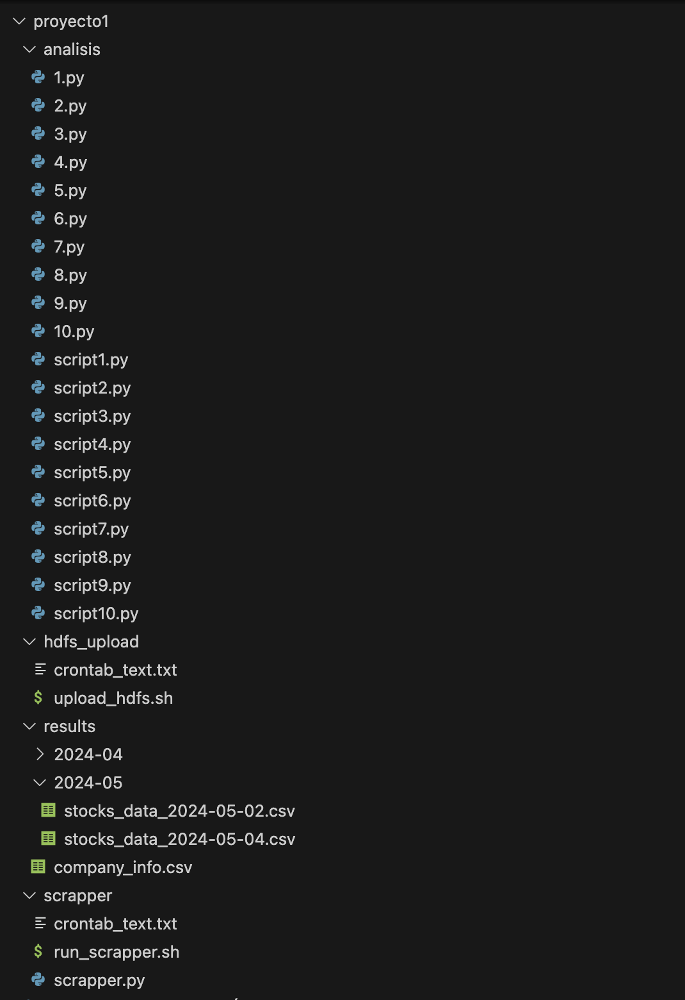 proyecto1
analisis
1.py
2.py
3.py
4.py
5.py
6.py
7.py
8.py
9.py
10.py
script1.py
script2.py
script3.py
script4.py
script5.py
script6.py
script7.py
script8.py
script9.py
script10.py
hdfs_upload
crontab_text.txt
$ upload_hdfs.sh
results
2024-04
2024-05
stocks_data_2024-05-02.csv
stocks_data_2024-05-04.csv
company_info.csv
scrapper
crontab_text.txt
$ run_scrapper.sh
scrapper.py